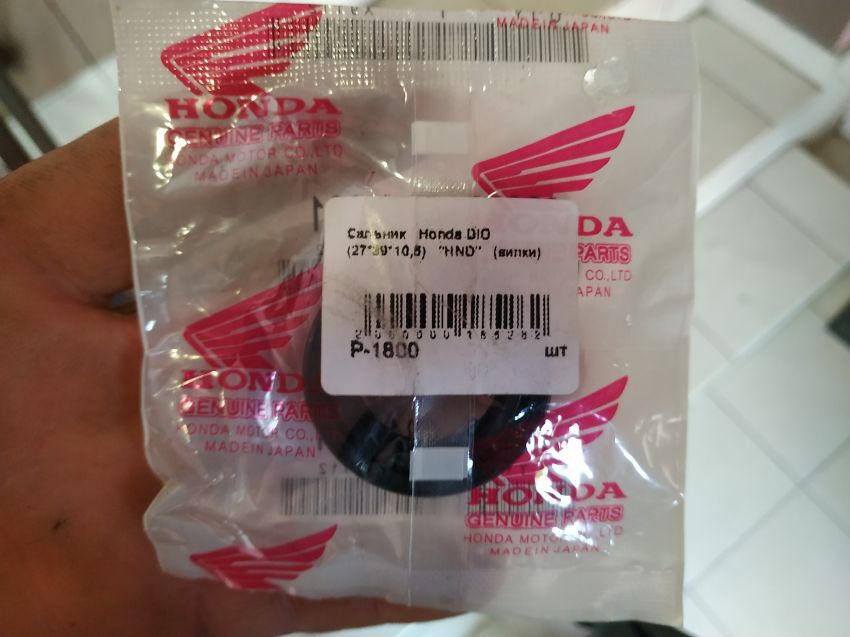 MADE IN JAPAN
HONDA
GENUINE PARTS
HONDA MOTOR CO.,LTD
MADE IN JAPAN
Сальник Honda DIO
(27*39*10,5) "HND" (вилки)
2000000185262
P-1800
шт
HONDA
GENUINE PARTS
CO.,LTD
JAPAN
HONDA
GENUINE PARTS
HONDA MOTOR CO.,L
MADE IN JAPAN
HONDA
GENUINE PARTS
HONDA MOTOR CO.,LTD
MADE IN JAPAN